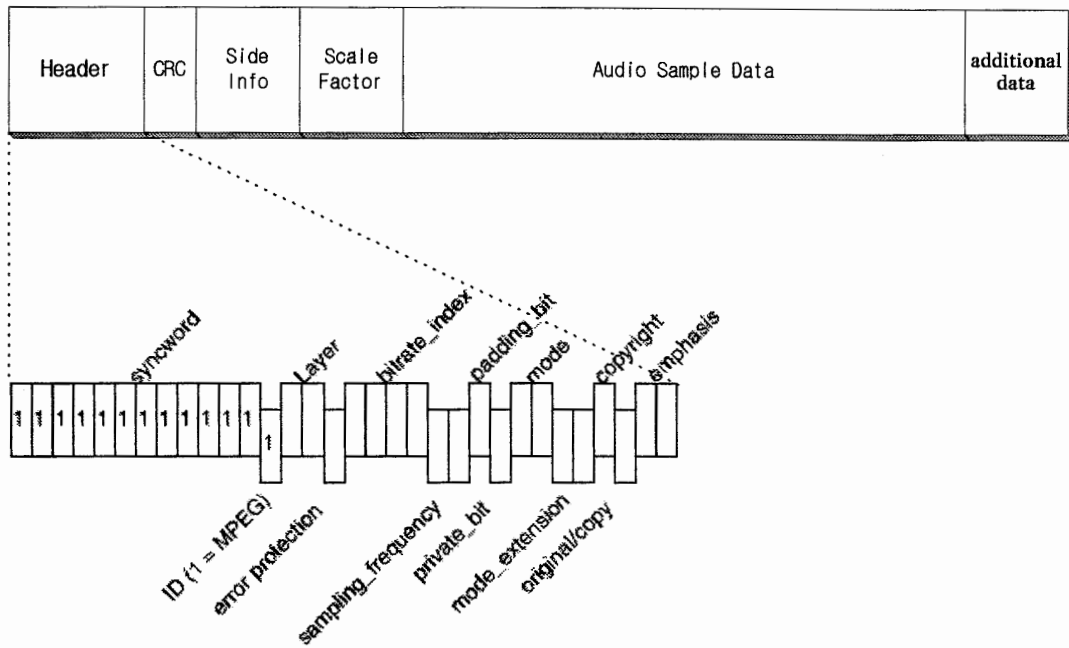 Header
CRC
Side
Info
Scale
Factor
Audio Sample Data
additional
data
syncword
Layer
bitrate_index
padding_bit
mode
copyright
emphasis
1 1 1 1 1 1 1 1 1 1 1 1
1
ID (1 = MPEG)
error protection
sampling_frequency
private_bit
mode_extension
original/copy